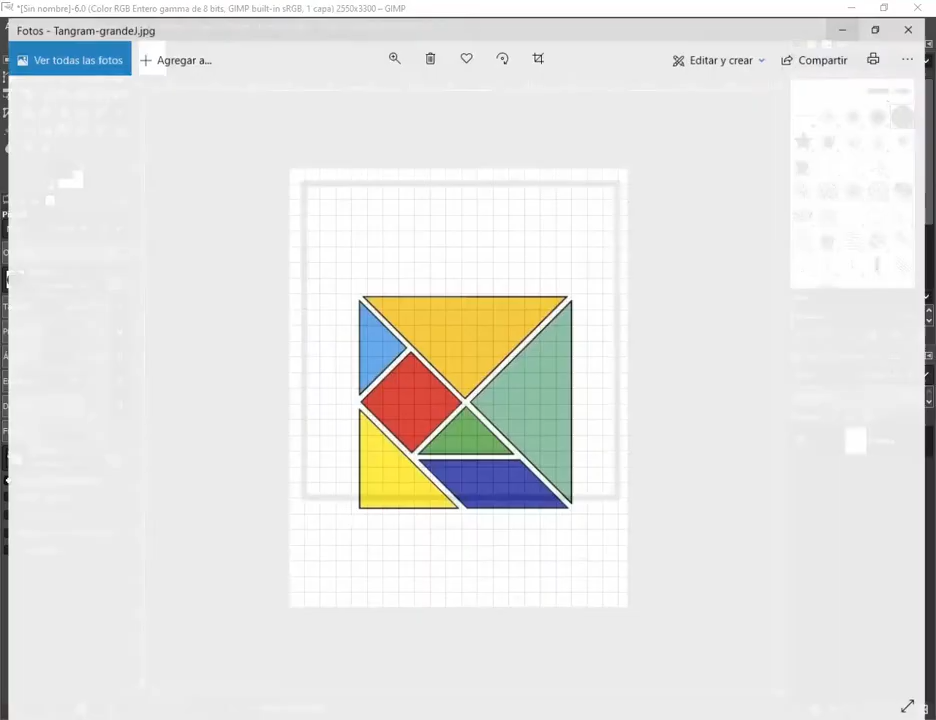 *[Sin nombre]-6.0 (Color RGB Entero gamma de 8 bits, GIMP built-in sRGB, 1 capa) 2550x3300 – GIMP
Fotos - Tangram-grandeJ.jpg
Ver todas las fotos
Agregar a...
Editar y crear
Compartir